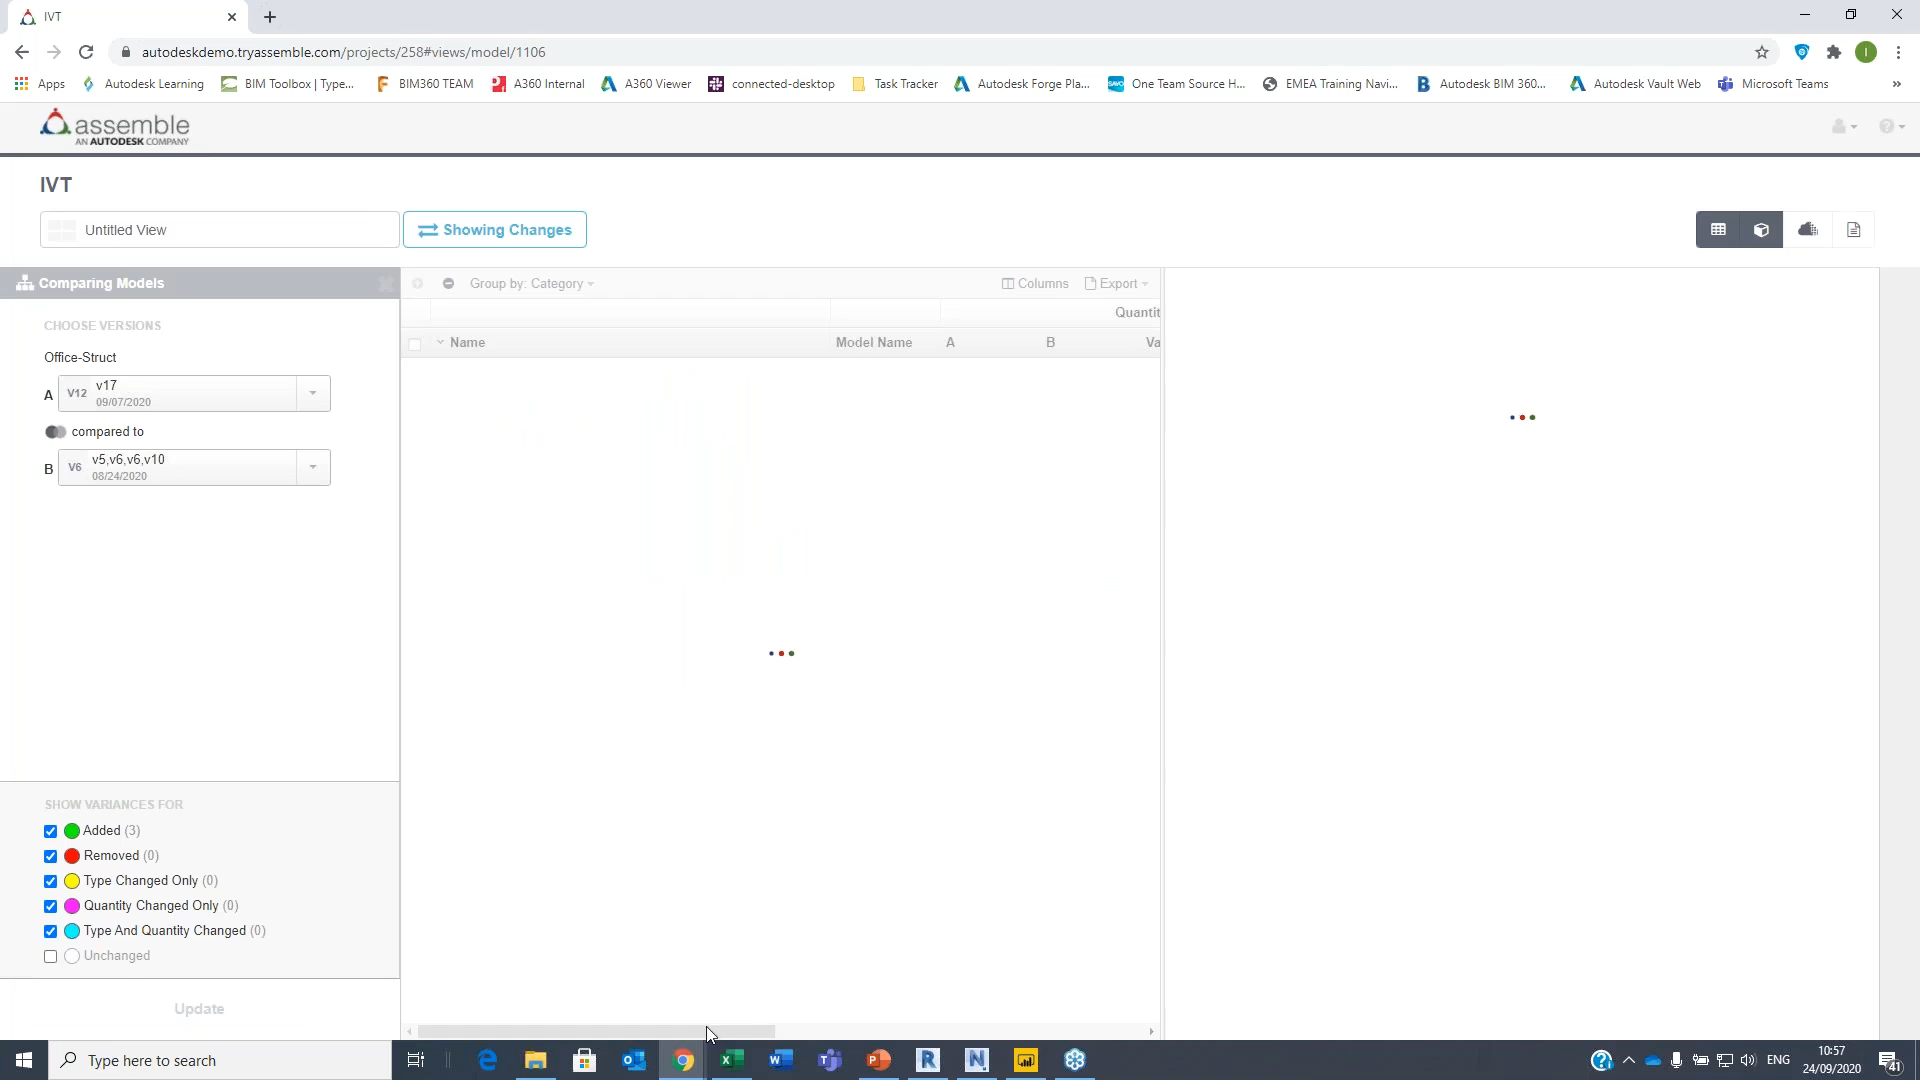 IVT
autodeskdemo.tryassemble.com/projects/258#views/model/1106
Apps Autodesk Learning BIM Toolbox | Type... BIM360 TEAM A360 Internal A360 Viewer connected-desktop Task Tracker Autodesk Forge Pla... One Team Source H... EMEA Training Navi... Autodesk BIM 360... Autodesk Vault Web Microsoft Teams »
assemble
AN AUTODESK COMPANY
IVT
Untitled View Showing Changes
Comparing Models Group by: Category Columns Export
CHOOSE VERSIONS Quantit
Name Model Name A B Va
Office-Struct
A V12 v17
09/07/2020
compared to
B V6 v5,v6,v6,v10
08/24/2020
SHOW VARIANCES FOR
Added (3)
Removed (0)
Type Changed Only (0)
Quantity Changed Only (0)
Type And Quantity Changed (0)
Unchanged
Update
Type here to search
ENG
10:57
24/09/2020
41